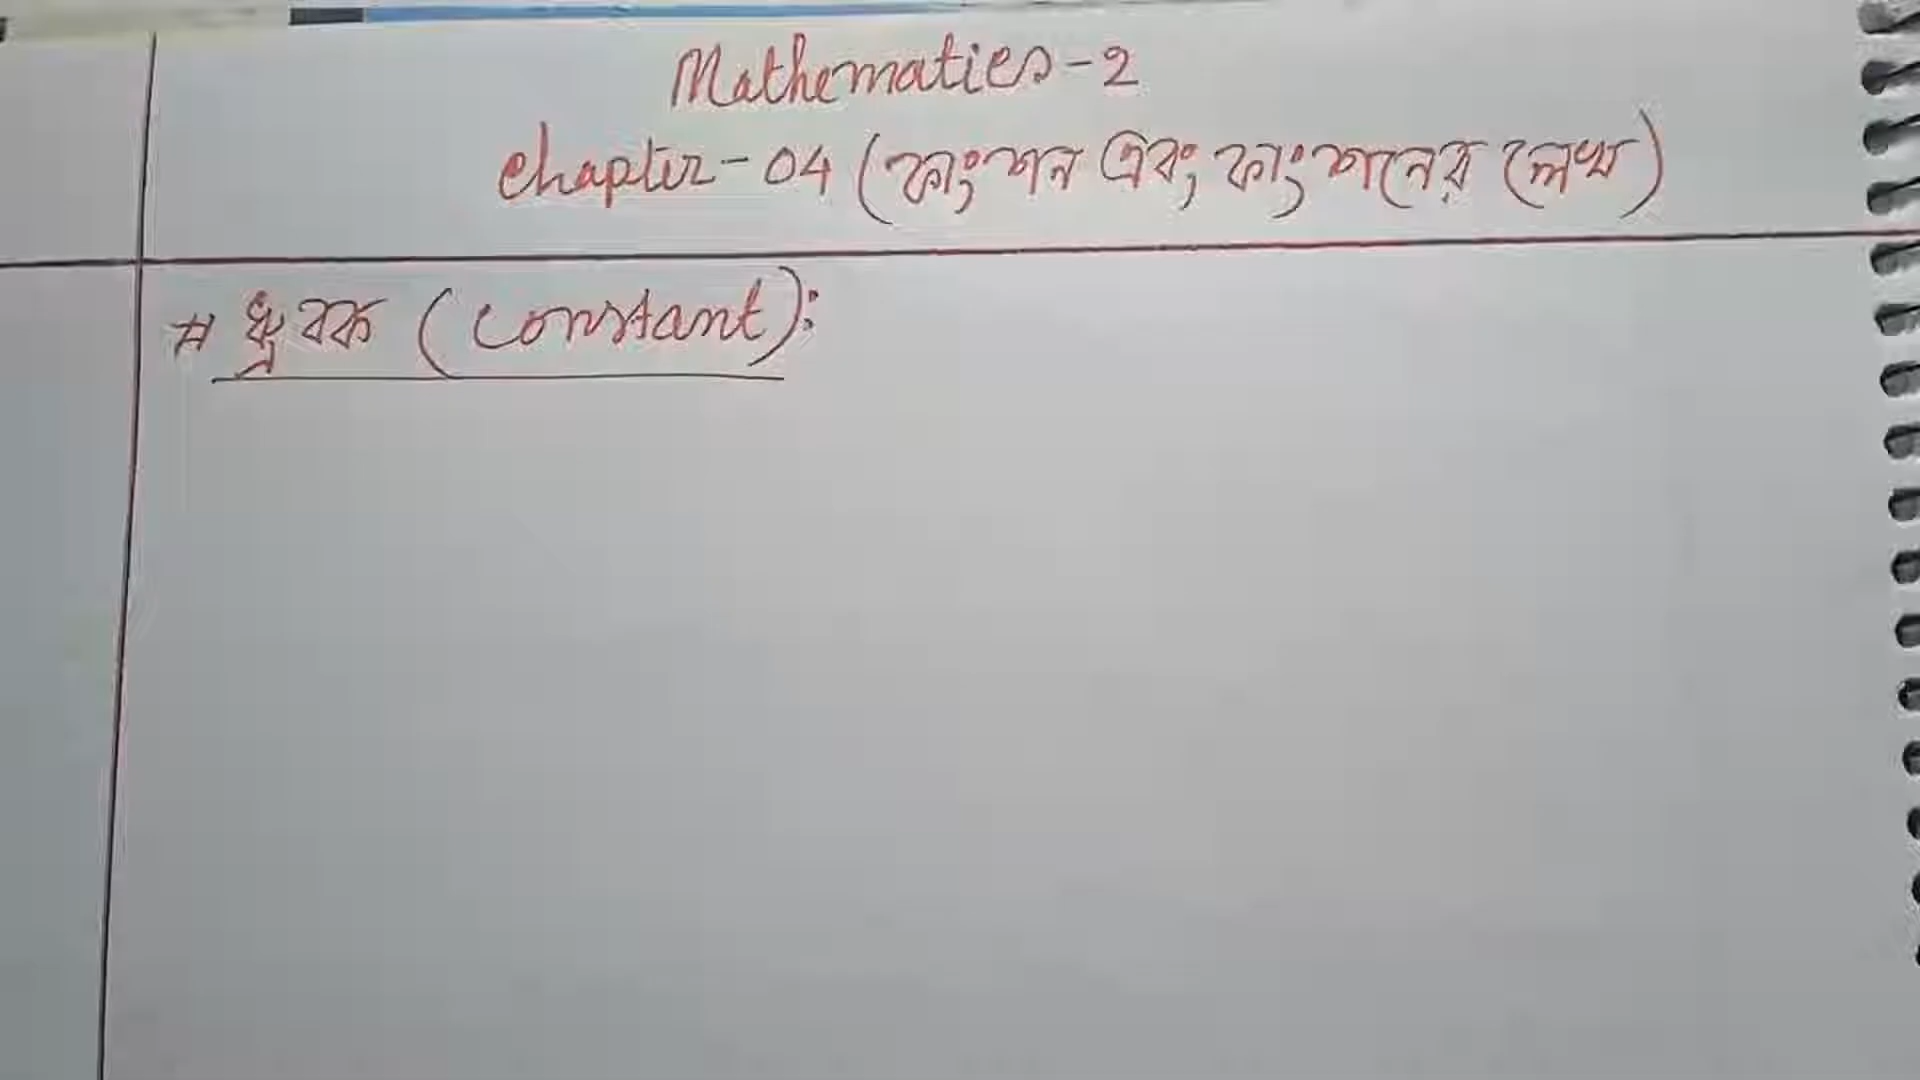 Mathematics-2
chapter-04 (ফাংশন এবং ফাংশনের লেখ)
# ধ্রুবক (constant):